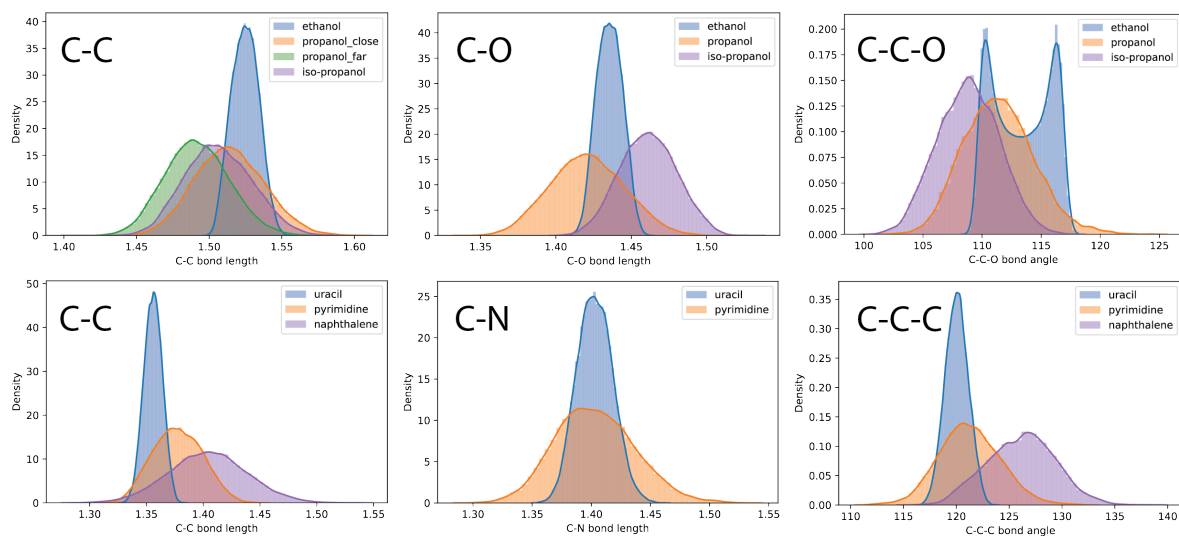 C-C
ethanol
propanol_close
propanol_far
iso-propanol
Density
40
35
30
25
20
15
10
5
0
1.40
1.45
1.50
1.55
1.60
C-C bond length
C-O
ethanol
propanol
iso-propanol
Density
40
35
30
25
20
15
10
5
0
1.35
1.40
1.45
1.50
C-O bond length
C-C-O
ethanol
propanol
iso-propanol
Density
0.200
0.175
0.150
0.125
0.100
0.075
0.050
0.025
0.000
100
105
110
115
120
125
C-C-O bond angle
C-C
uracil
pyrimidine
naphthalene
Density
50
40
30
20
10
0
1.30
1.35
1.40
1.45
1.50
1.55
C-C bond length
C-N
uracil
pyrimidine
Density
25
20
15
10
5
0
1.30
1.35
1.40
1.45
1.50
1.55
C-N bond length
C-C-C
uracil
pyrimidine
naphthalene
Density
0.35
0.30
0.25
0.20
0.15
0.10
0.05
0.00
110
115
120
125
130
135
140
C-C-C bond angle